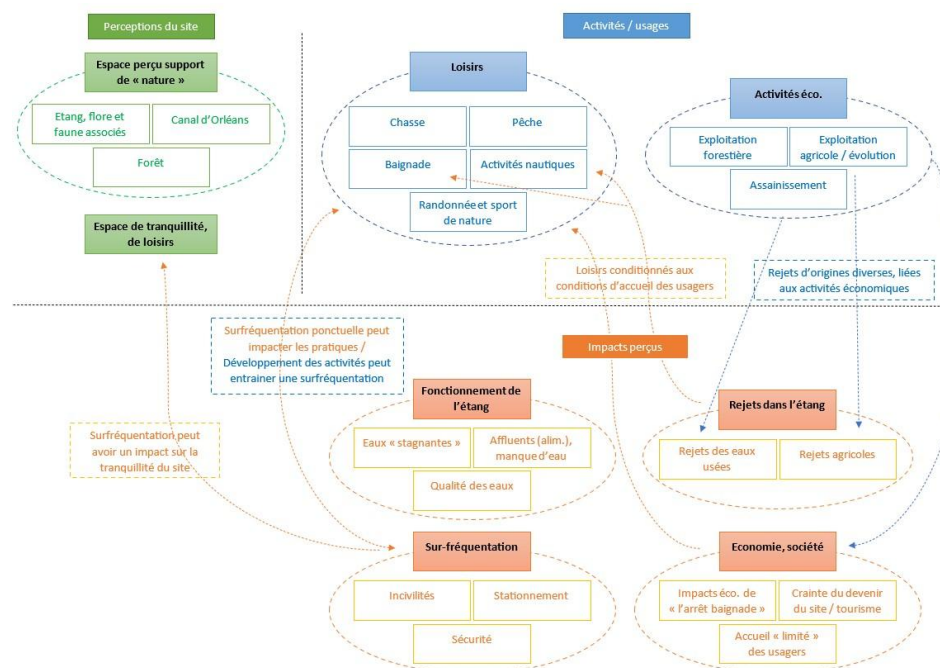 Perceptions du site
Activités / usages
Espace perçu support
de « nature »
Etang, flore et
faune associés
Canal d'Orléans
Forêt
Espace de tranquillité,
de loisirs
Loisirs
Chasse
Pêche
Baignade
Activités nautiques
Randonnée et sport
de nature
Activités éco.
Exploitation
forestière
Exploitation
agricole / évolution
Assainissement
Loisirs conditionnés aux
conditions d'accueil des usagers
Rejets d'origines diverses, liées
aux activités économiques
Surfréquentation ponctuelle peut
impacter les pratiques /
Développement des activités peut
entrainer une surfréquentation
Impacts perçus
Surfréquentation peut
avoir un impact sur la
tranquillité du site
Fonctionnement de
l'étang
Eaux « stagnantes »
Affluents (alim.),
manque d'eau
Qualité des eaux
Rejets dans l'étang
Rejets des eaux
usées
Rejets agricoles
Sur-fréquentation
Incivilités
Stationnement
Sécurité
Economie, société
Impacts éco. de
« l'arrêt baignade »
Crainte du devenir
du site / tourisme
Accueil « limité »
des usagers